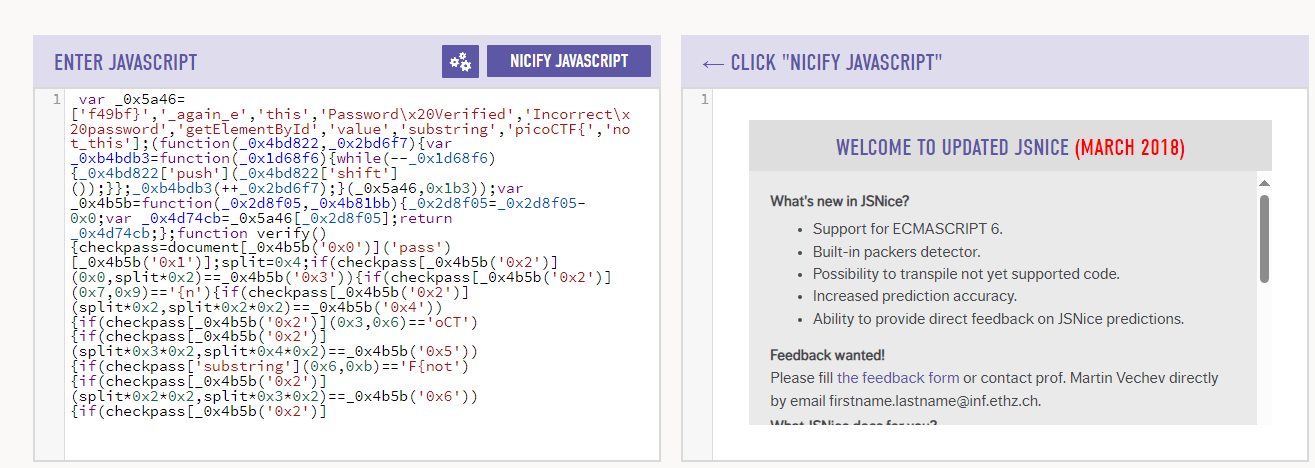 ENTER JAVASCRIPT
NICIFY JAVASCRIPT
1
var _0x5a46=
['f49bf}','_again_e','this','Password\x20Verified','Incorrect\x
20password','getElementById','value','substring','picoCTF{','no
t_this'];(function(_0x4bd822,_0x2bd6f7){var
_0xb4bdb3=function(_0x1d68f6){while(--_0x1d68f6)
{_0x4bd822['push'](_0x4bd822['shift']
());}};_0xb4bdb3(++_0x2bd6f7);}(_0x5a46,0x1b3));var
_0x4b5b=function(_0x2d8f05,_0x4b81bb){_0x2d8f05=_0x2d8f05-
0x0;var _0x4d74cb=_0x5a46[_0x2d8f05];return
_0x4d74cb;};function verify()
{checkpass=document[_0x4b5b('0x0')]('pass')
[_0x4b5b('0x1')];split=0x4;if(checkpass[_0x4b5b('0x2')]
(0x0,split*0x2)==_0x4b5b('0x3')){if(checkpass[_0x4b5b('0x2')]
(0x7,0x9)=='{n'){if(checkpass[_0x4b5b('0x2')]
(split*0x2,split*0x2*0x2)==_0x4b5b('0x4'))
{if(checkpass[_0x4b5b('0x2')](0x3,0x6)=='oCT')
{if(checkpass[_0x4b5b('0x2')]
(split*0x3*0x2,split*0x4*0x2)==_0x4b5b('0x5'))
{if(checkpass['substring'](0x6,0xb)=='F{not')
{if(checkpass[_0x4b5b('0x2')]
(split*0x2*0x2,split*0x3*0x2)==_0x4b5b('0x6'))
{if(checkpass[_0x4b5b('0x2')]
← CLICK "NICIFY JAVASCRIPT"
1
WELCOME TO UPDATED JSNICE (MARCH 2018)
What's new in JSNice?
• Support for ECMASCRIPT 6.
• Built-in packers detector.
• Possibility to transpile not yet supported code.
• Increased prediction accuracy.
• Ability to provide direct feedback on JSNice predictions.
Feedback wanted!
Please fill the feedback form or contact prof. Martin Vechev directly
by email firstname.lastname@inf.ethz.ch.
What JSNice does for you?